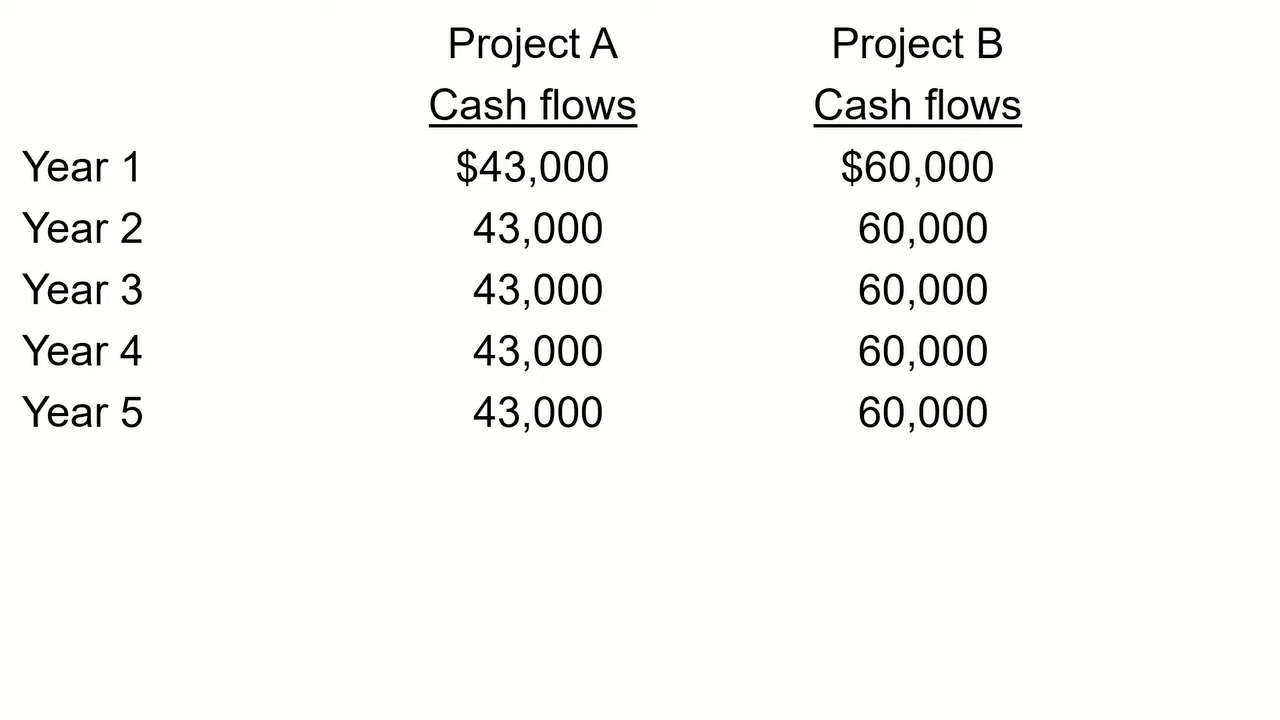 Project A Project B
Cash flows Cash flows
Year 1 $43,000 $60,000
Year 2 43,000 60,000
Year 3 43,000 60,000
Year 4 43,000 60,000
Year 5 43,000 60,000